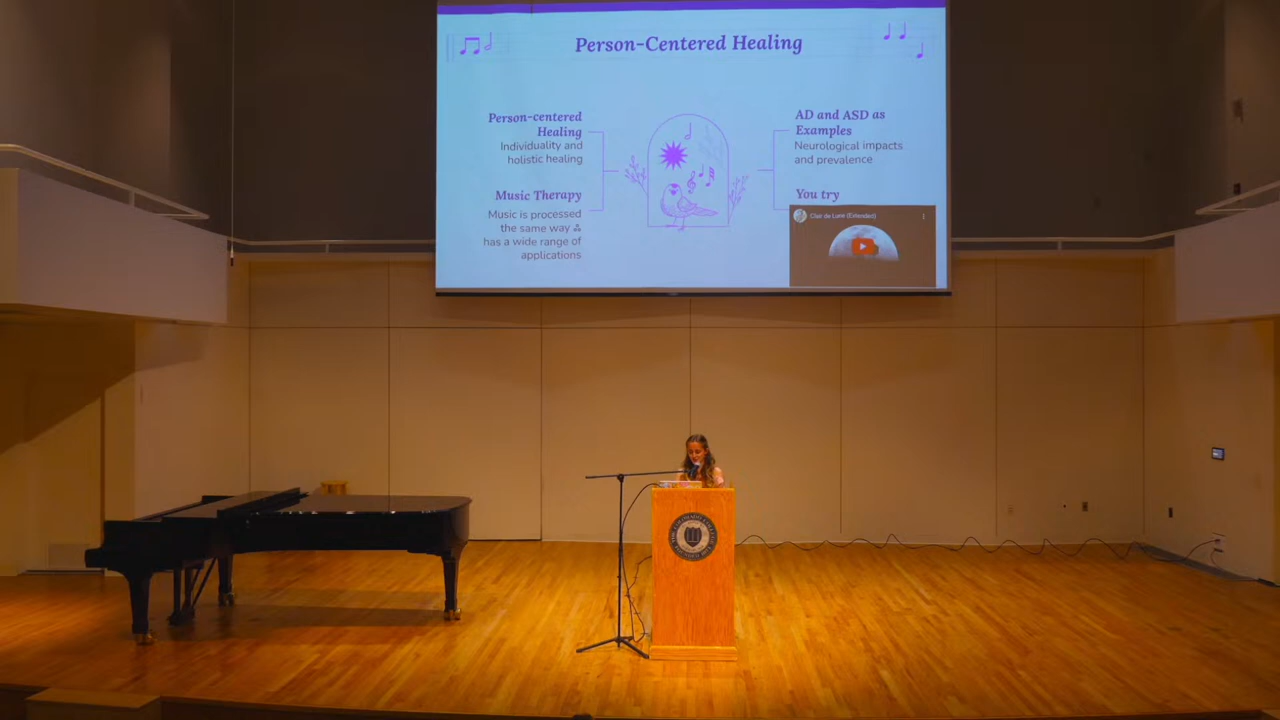 Person-Centered Healing
Person-centered
Healing
Individuality and
holistic healing
Music Therapy
Music is processed
the same way &
has a wide range of
applications
AD and ASD as
Examples
Neurological impacts
and prevalence
You try
Clair de Lune (Extended)